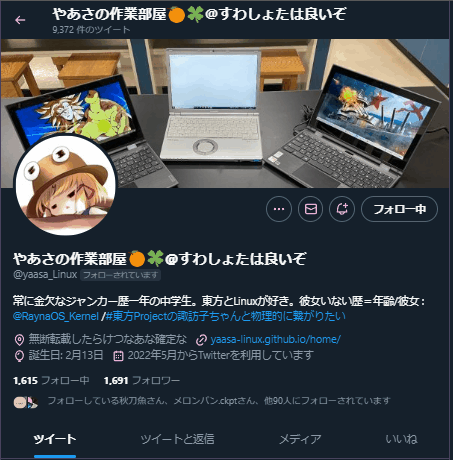 やあさの作業部屋🍊🍀@すわしょたは良いぞ
9,372 件のツイート
フォロー中
やあさの作業部屋🍊🍀@すわしょたは良いぞ
@yaasa_Linux フォローされています
常に金欠なジャンカー歴一年の中学生。東方とLinuxが好き。彼女いない歴＝年齢/彼女 :
@RaynaOS_Kernel /#東方Projectの諏訪子ちゃんと物理的に繋がりたい
無断転載したらけつなあな確定な yaasa-linux.github.io/home/
誕生日: 2月13日 2022年5月からTwitterを利用しています
1,615 フォロー中 1,691 フォロワー
フォローしている秋刀魚さん、メロンパン.ckptさん、他90人にフォローされています
ツイート ツイートと返信 メディア いいね